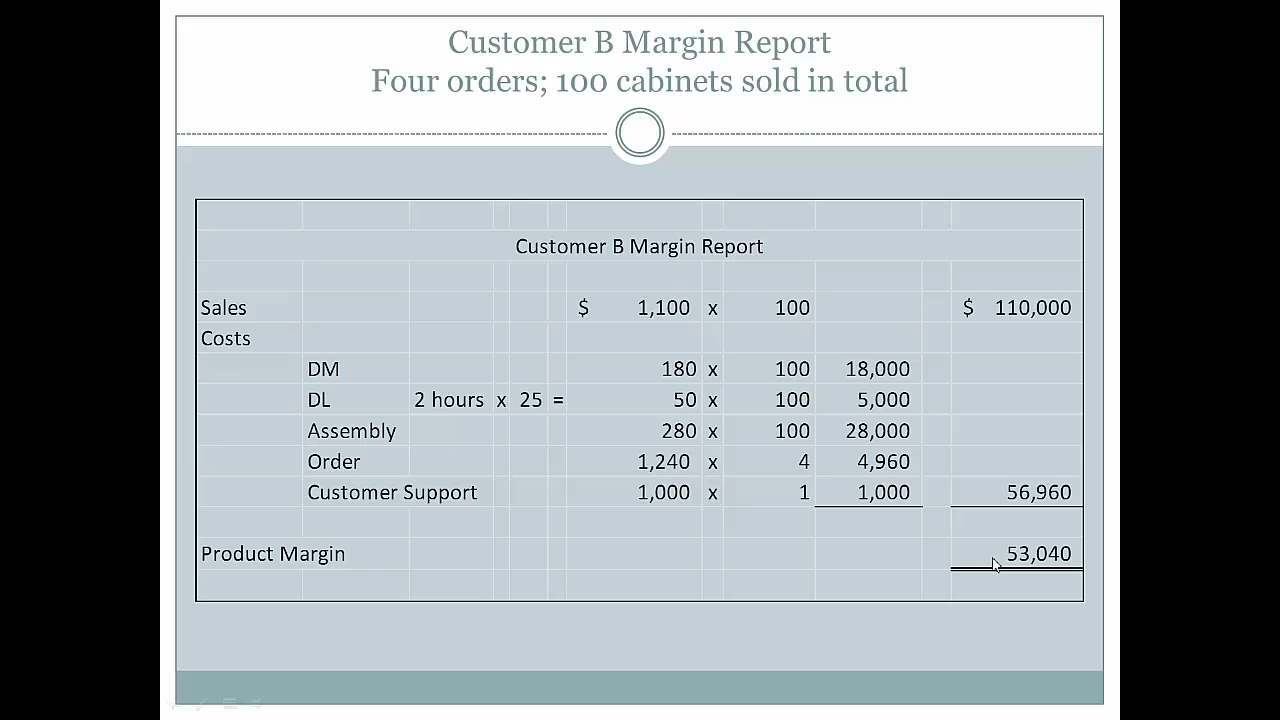 Customer B Margin Report
Four orders; 100 cabinets sold in total
Customer B Margin Report
Sales $ 1,100 x 100 $ 110,000
Costs
DM 180 x 100 18,000
DL 2 hours x 25 = 50 x 100 5,000
Assembly 280 x 100 28,000
Order 1,240 x 4 4,960
Customer Support 1,000 x 1 1,000 56,960
Product Margin 53,040